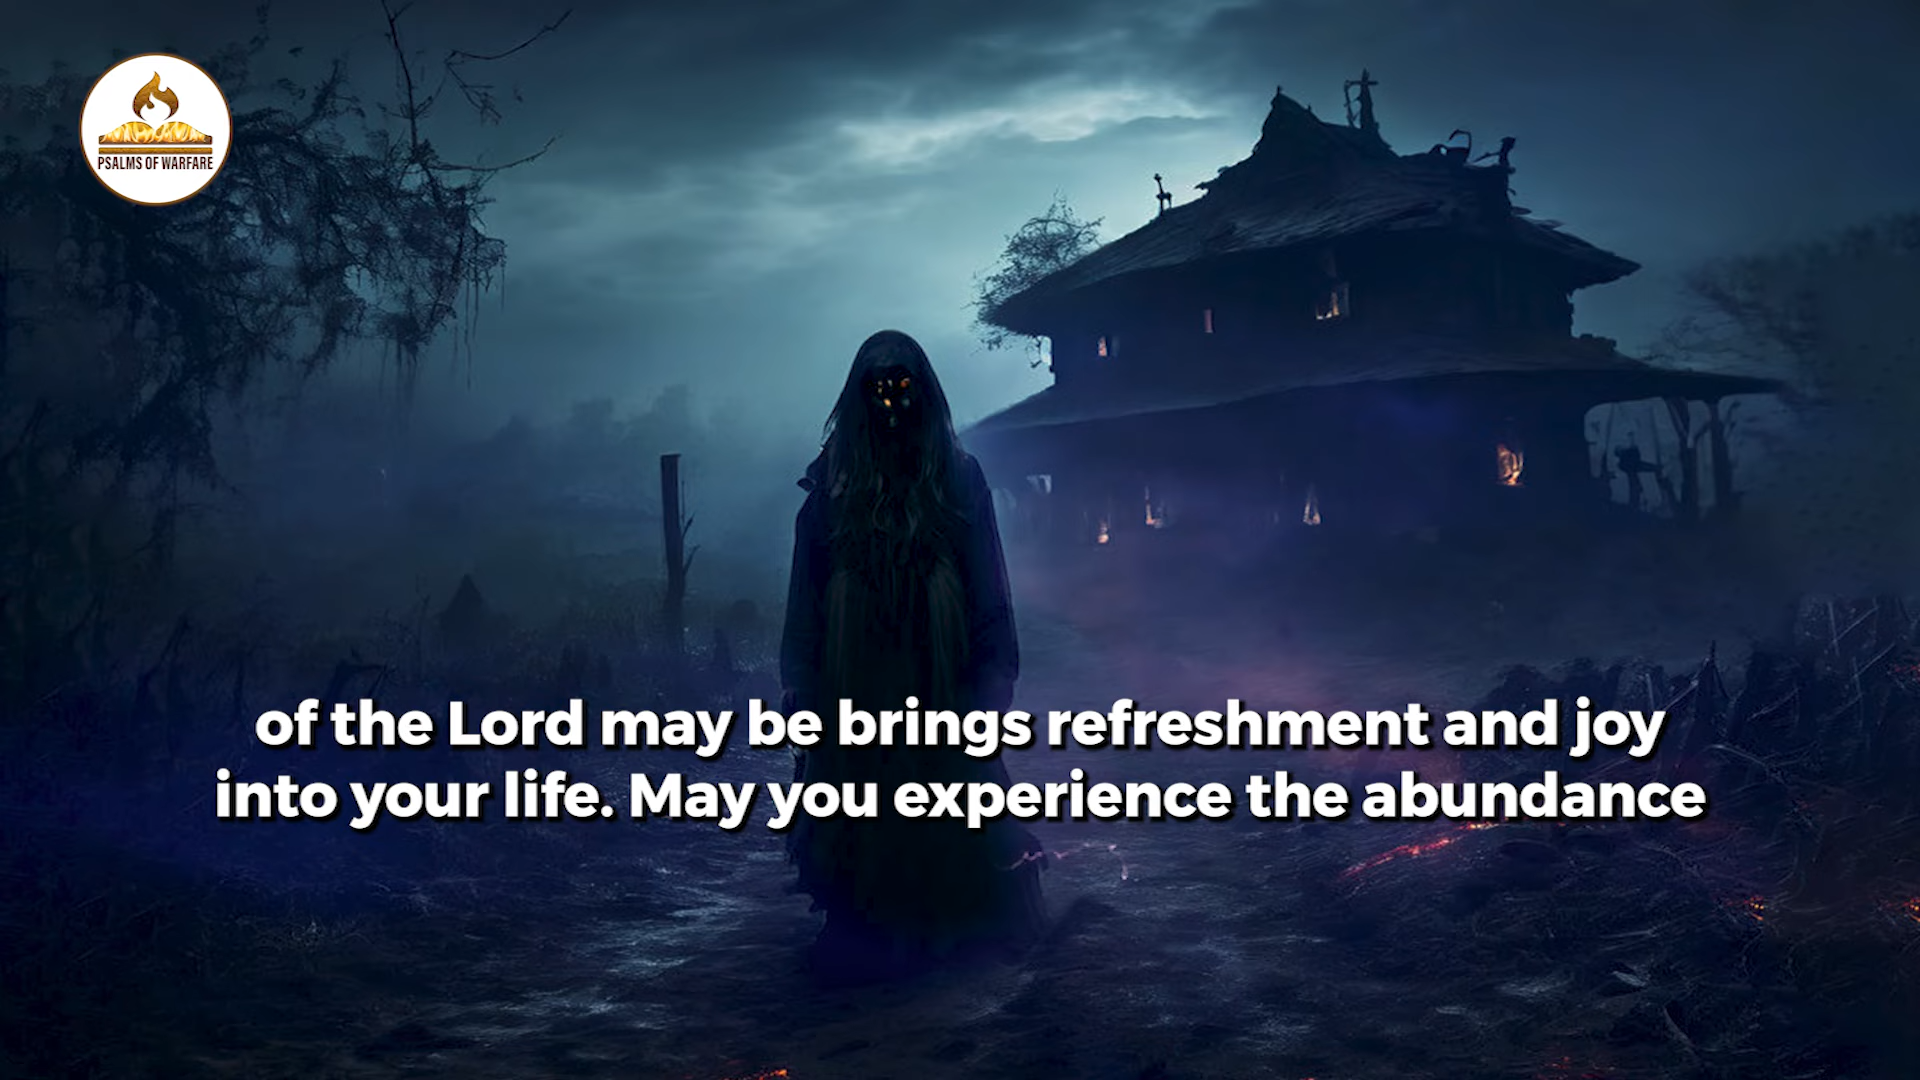 PSALMS OF WARFARE
of the Lord may be brings refreshment and joy
into your life. May you experience the abundance